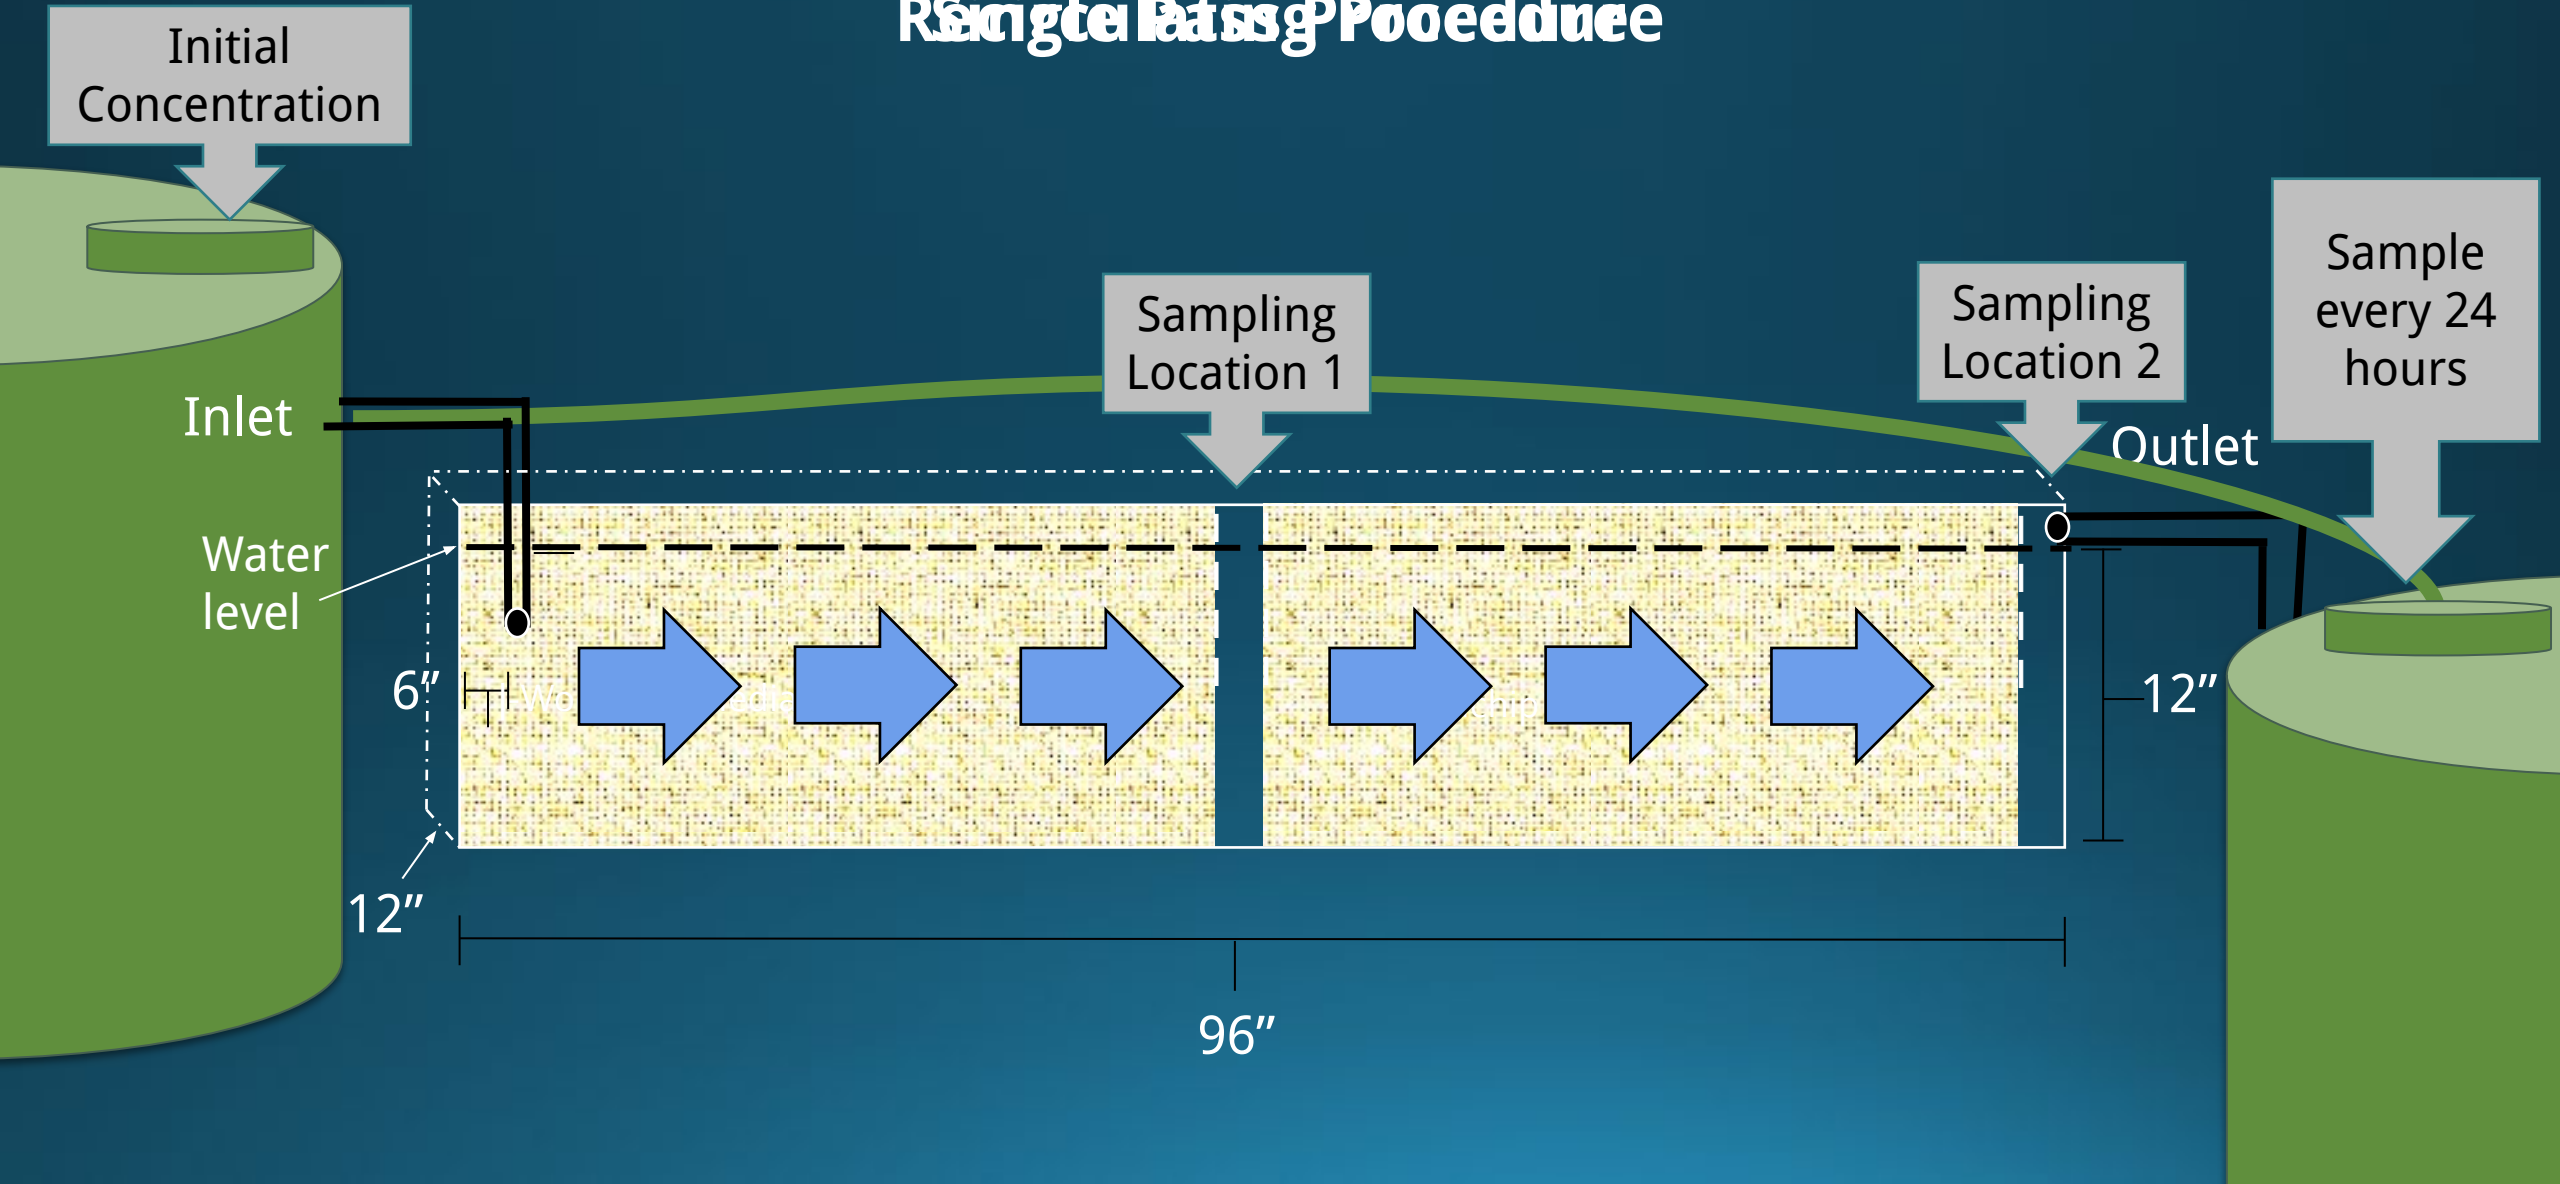 Initial
Concentration
Procedure
Sampling
Location 1
Sampling
Location 2
Sample
every 24
hours
Inlet
Outlet
Water
level
6”
12”
12”
96”